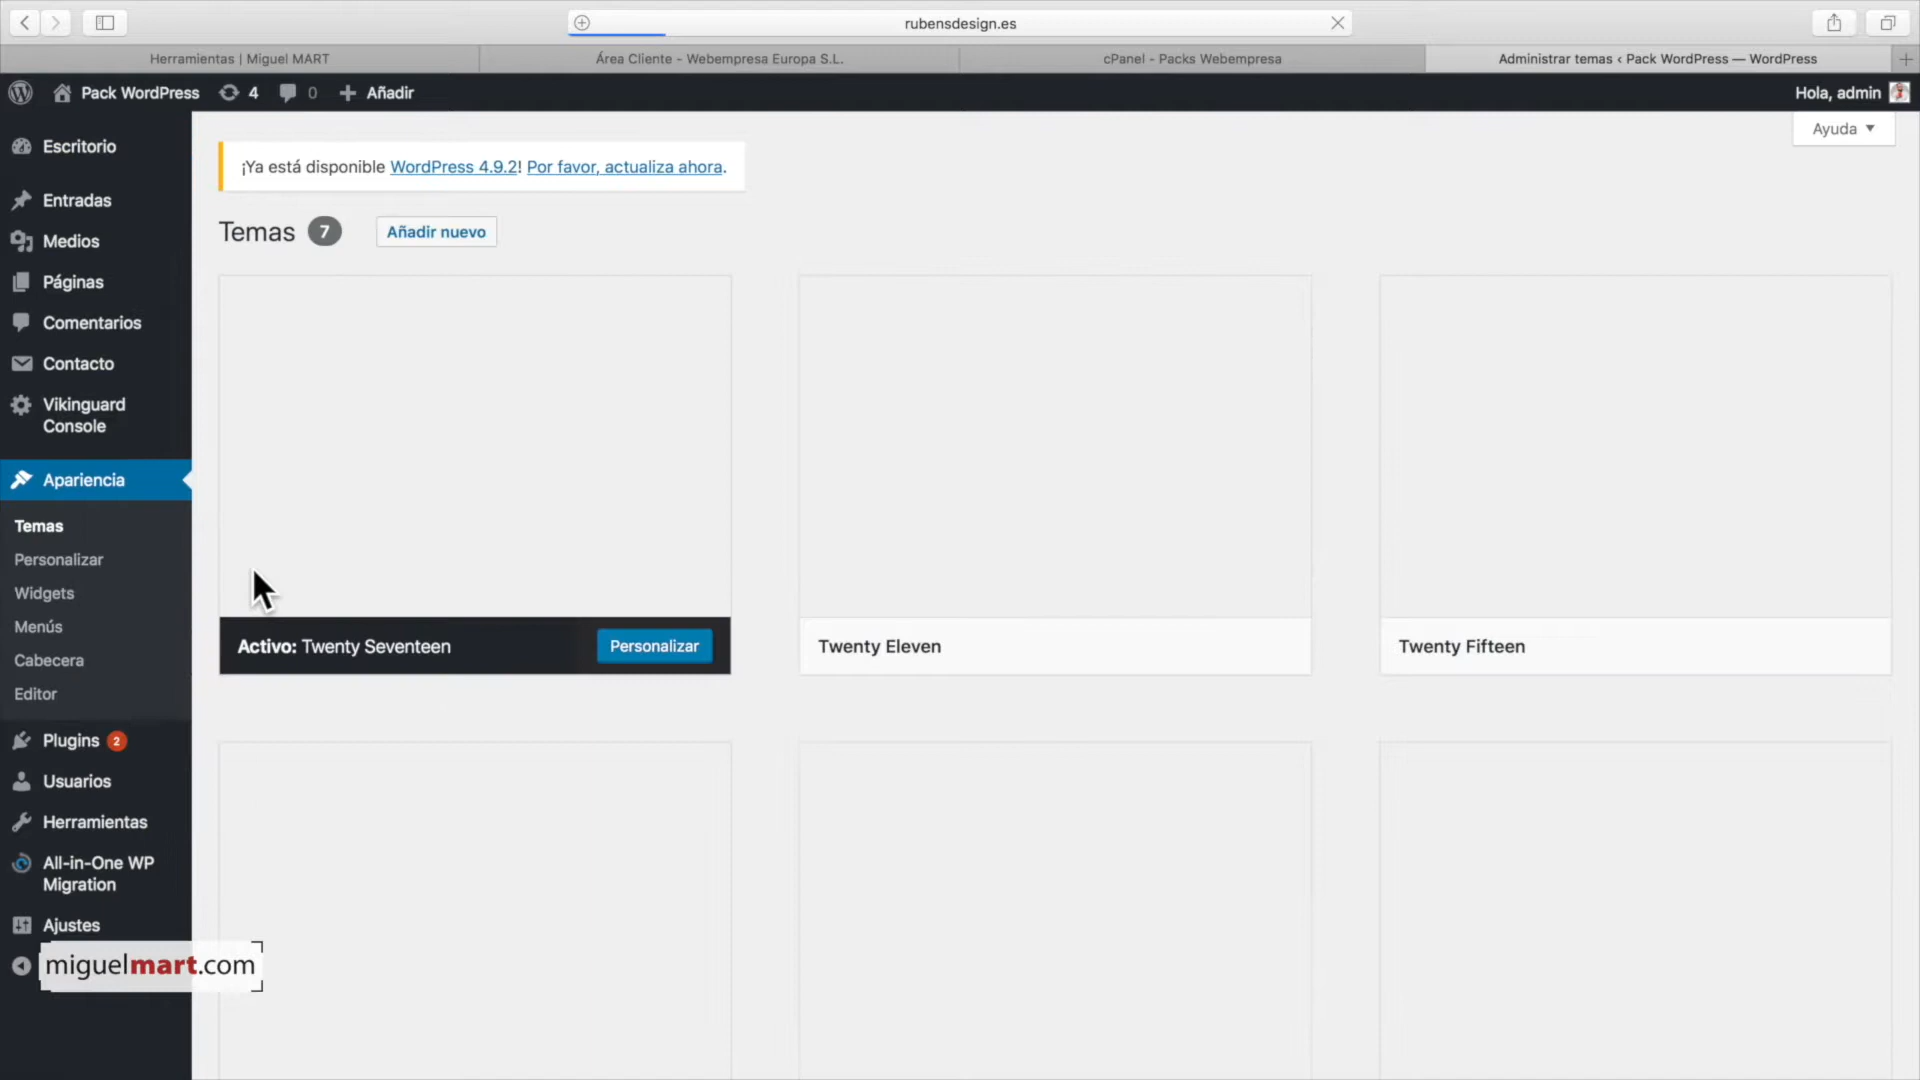 rubensdesign.es
Herramientas | Miguel MART
Área Cliente - Webempresa Europa S.L.
cPanel - Packs Webempresa
Administrar temas ‹ Pack WordPress — WordPress
Pack WordPress
4
0
Añadir
Hola, admin
Ayuda
¡Ya está disponible WordPress 4.9.2! Por favor, actualiza ahora.
Temas 7
Añadir nuevo
Escritorio
Entradas
Medios
Páginas
Comentarios
Contacto
Vikinguard
Console
Apariencia
Temas
Personalizar
Widgets
Menús
Cabecera
Editor
Plugins 2
Usuarios
Herramientas
All-in-One WP
Migration
Ajustes
miguelmart.com
Activo: Twenty Seventeen
Personalizar
Twenty Eleven
Twenty Fifteen